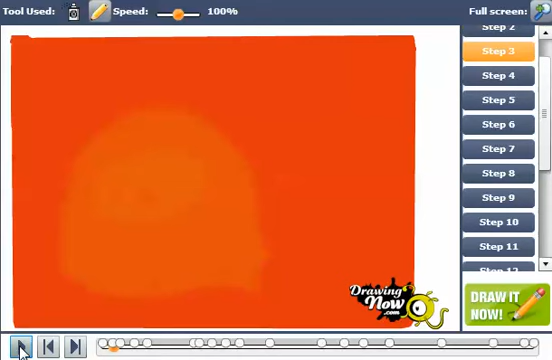 Tool Used: Speed: 100% Full screen:
Step 2
Step 3
Step 4
Step 5
Step 6
Step 7
Step 8
Step 9
Step 10
Step 11
Step 12
Drawing
Now.com
DRAW IT
NOW!